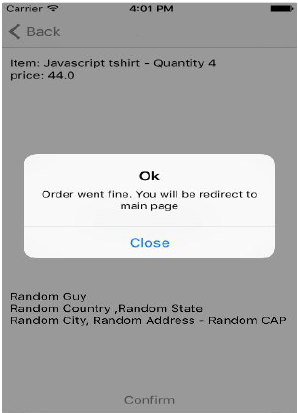 Carrier 4:01 PM
Back
Item: Javascript tshirt - Quantity 4
price: 44.0
Ok
Order went fine. You will be redirect to
main page
Close
Random Guy
Random Country ,Random State
Random City, Random Address - Random CAP
Confirm